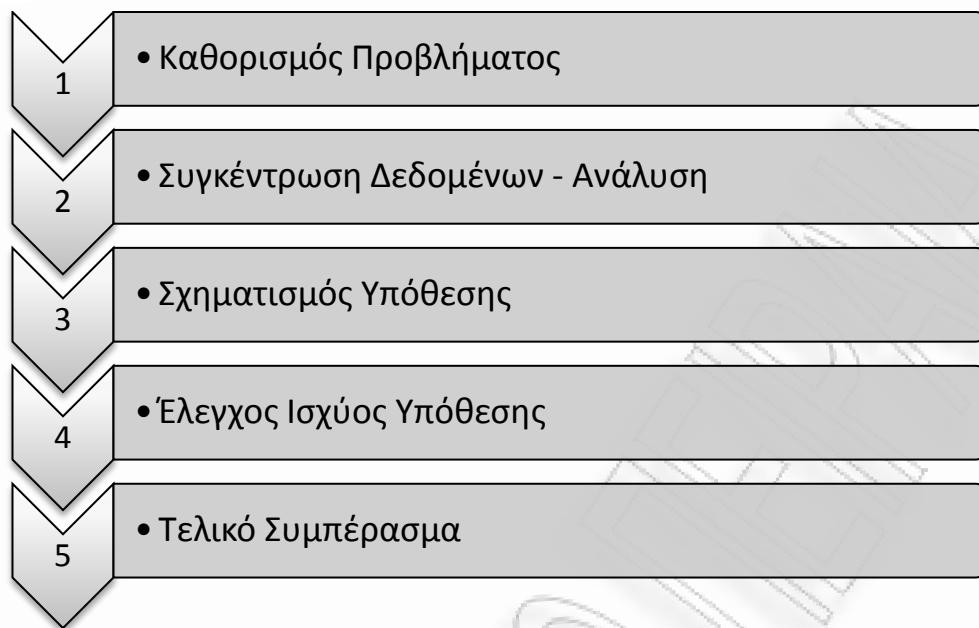 1
• Καθορισμός Προβλήματος
2
• Συγκέντρωση Δεδομένων - Ανάλυση
3
• Σχηματισμός Υπόθεσης
4
• Έλεγχος Ισχύος Υπόθεσης
5
• Τελικό Συμπέρασμα